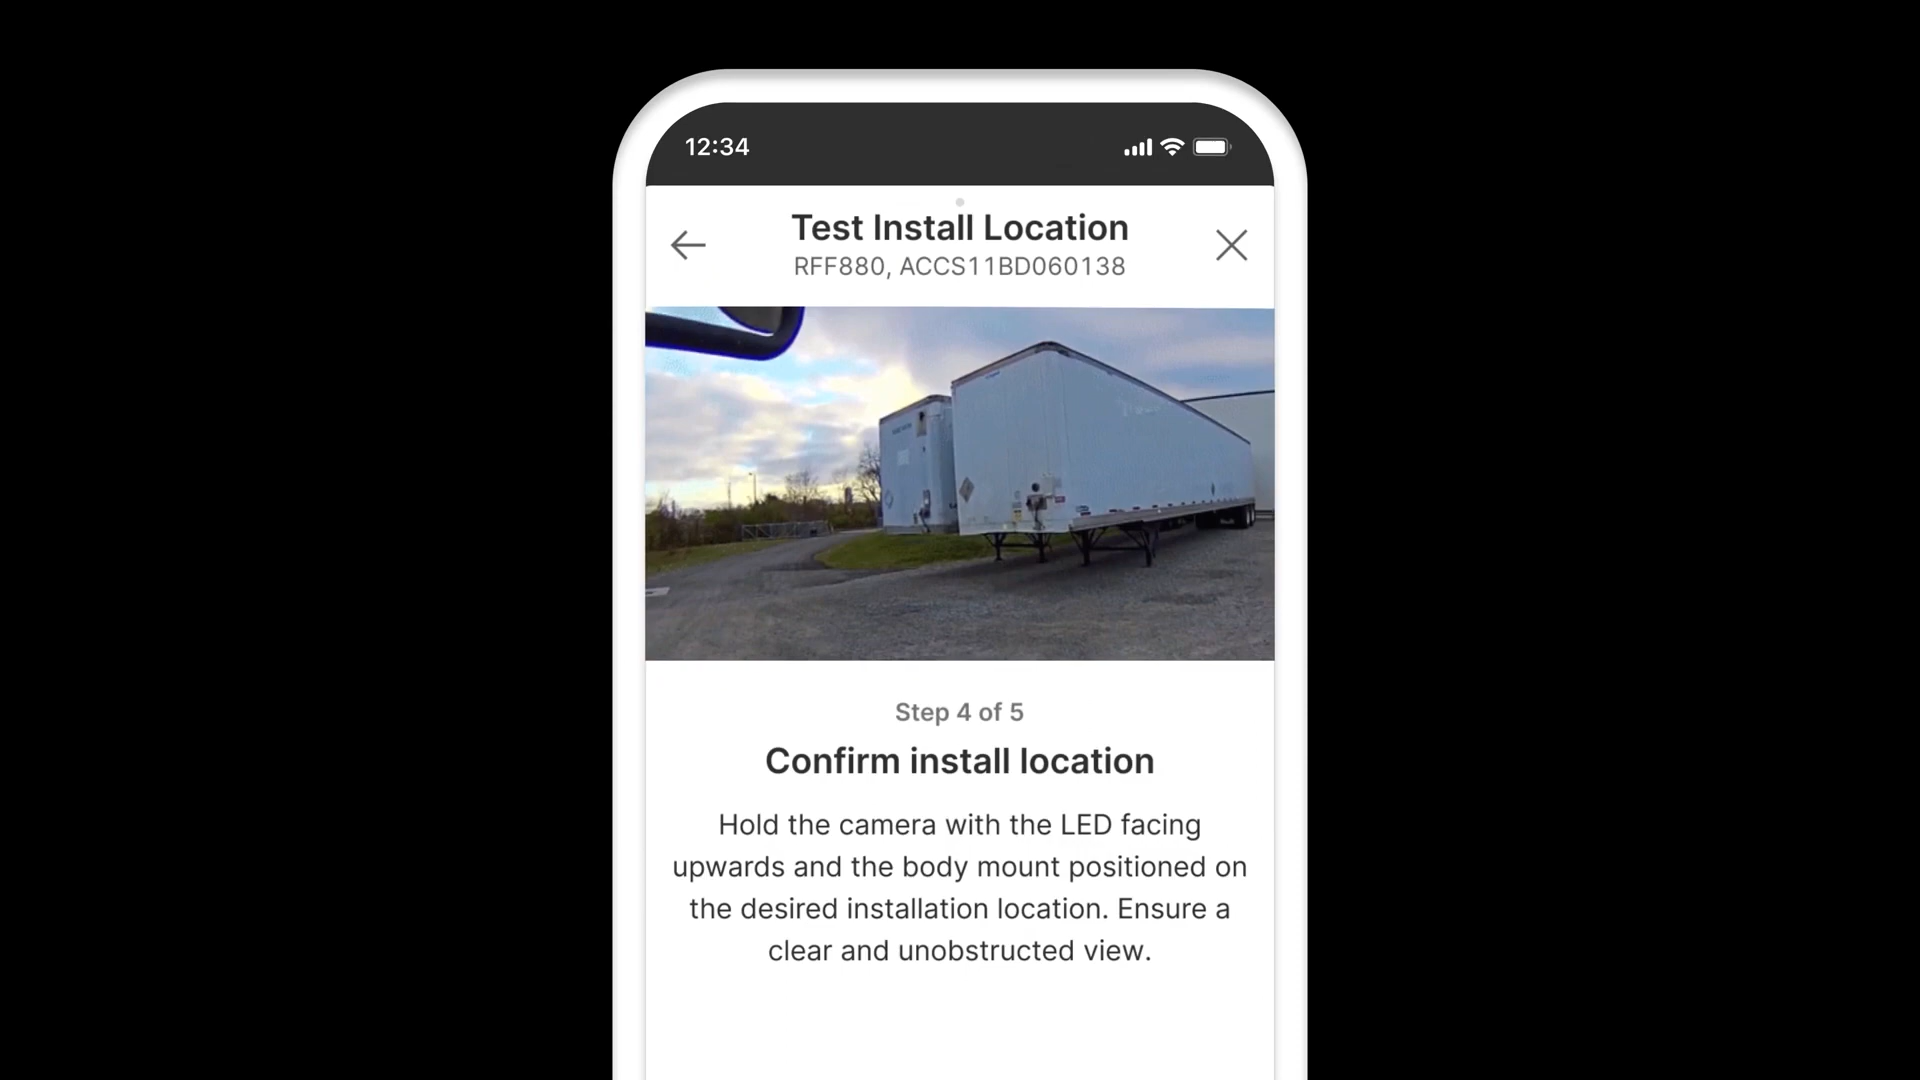 12:34
Test Install Location
RFF880, ACCS11BD060138
Step 4 of 5
Confirm install location
Hold the camera with the LED facing
upwards and the body mount positioned on
the desired installation location. Ensure a
clear and unobstructed view.